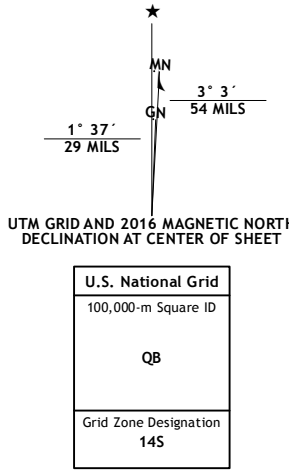 ★
MN
3° 3´
54 MILS
GN
1° 37´
29 MILS
UTM GRID AND 2016 MAGNETIC NORTH
DECLINATION AT CENTER OF SHEET
U.S. National Grid
100,000-m Square ID
QB
Grid Zone Designation
14S